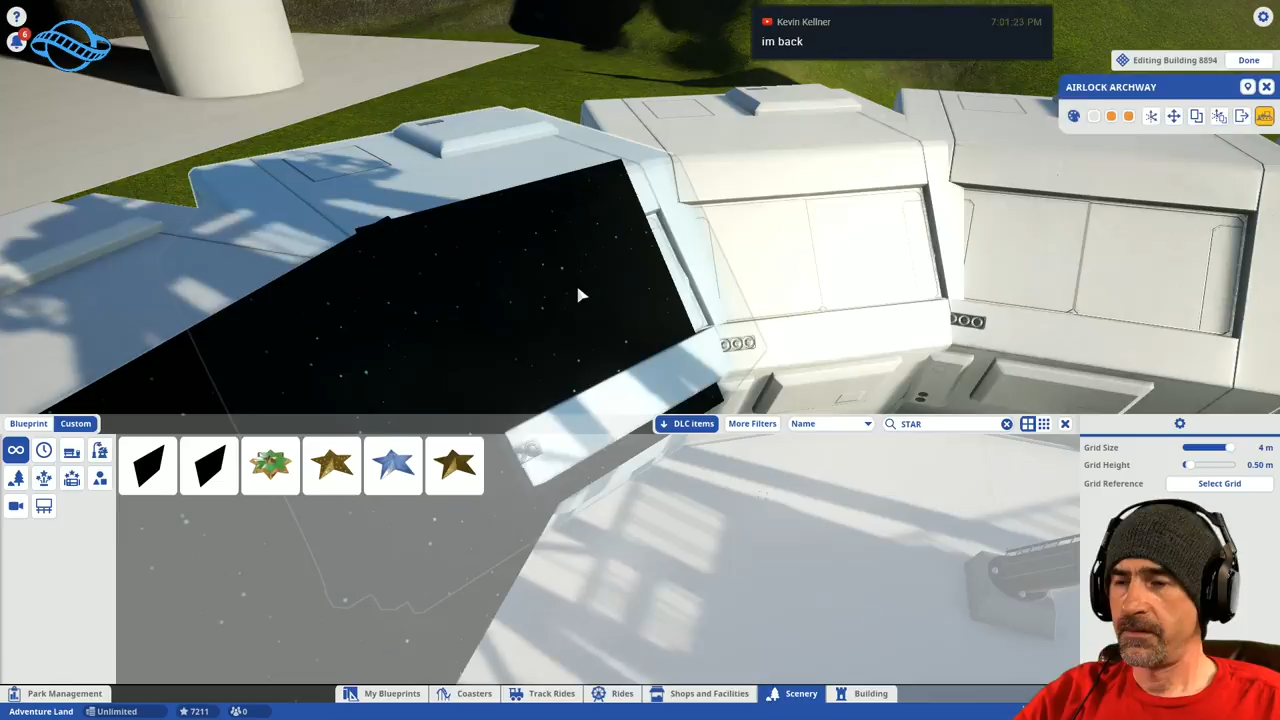 ?
6
Kevin Kellner 7:01:23 PM
im back
Editing Building 8894 Done
AIRLOCK ARCHWAY
Blueprint Custom DLC items More Filters Name STAR
Grid Size 4 m
Grid Height 0.50 m
Grid Reference Select Grid
Park Management My Blueprints Coasters Track Rides Rides Shops and Facilities Scenery Building
Adventure Land Unlimited 7211 0